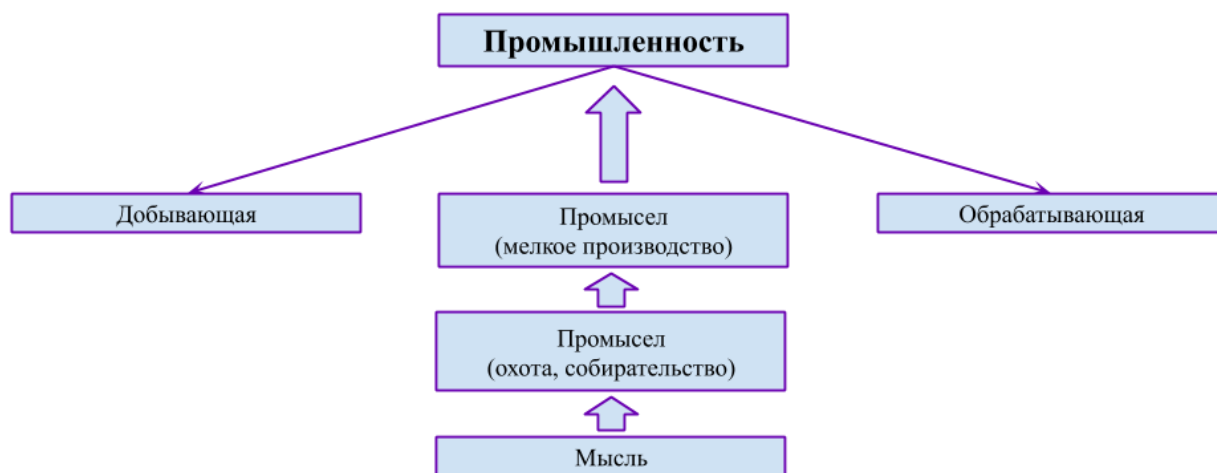 Промышленность
Добывающая
Промысел
(мелкое производство)
Обрабатывающая
Промысел
(охота, собирательство)
Мысль